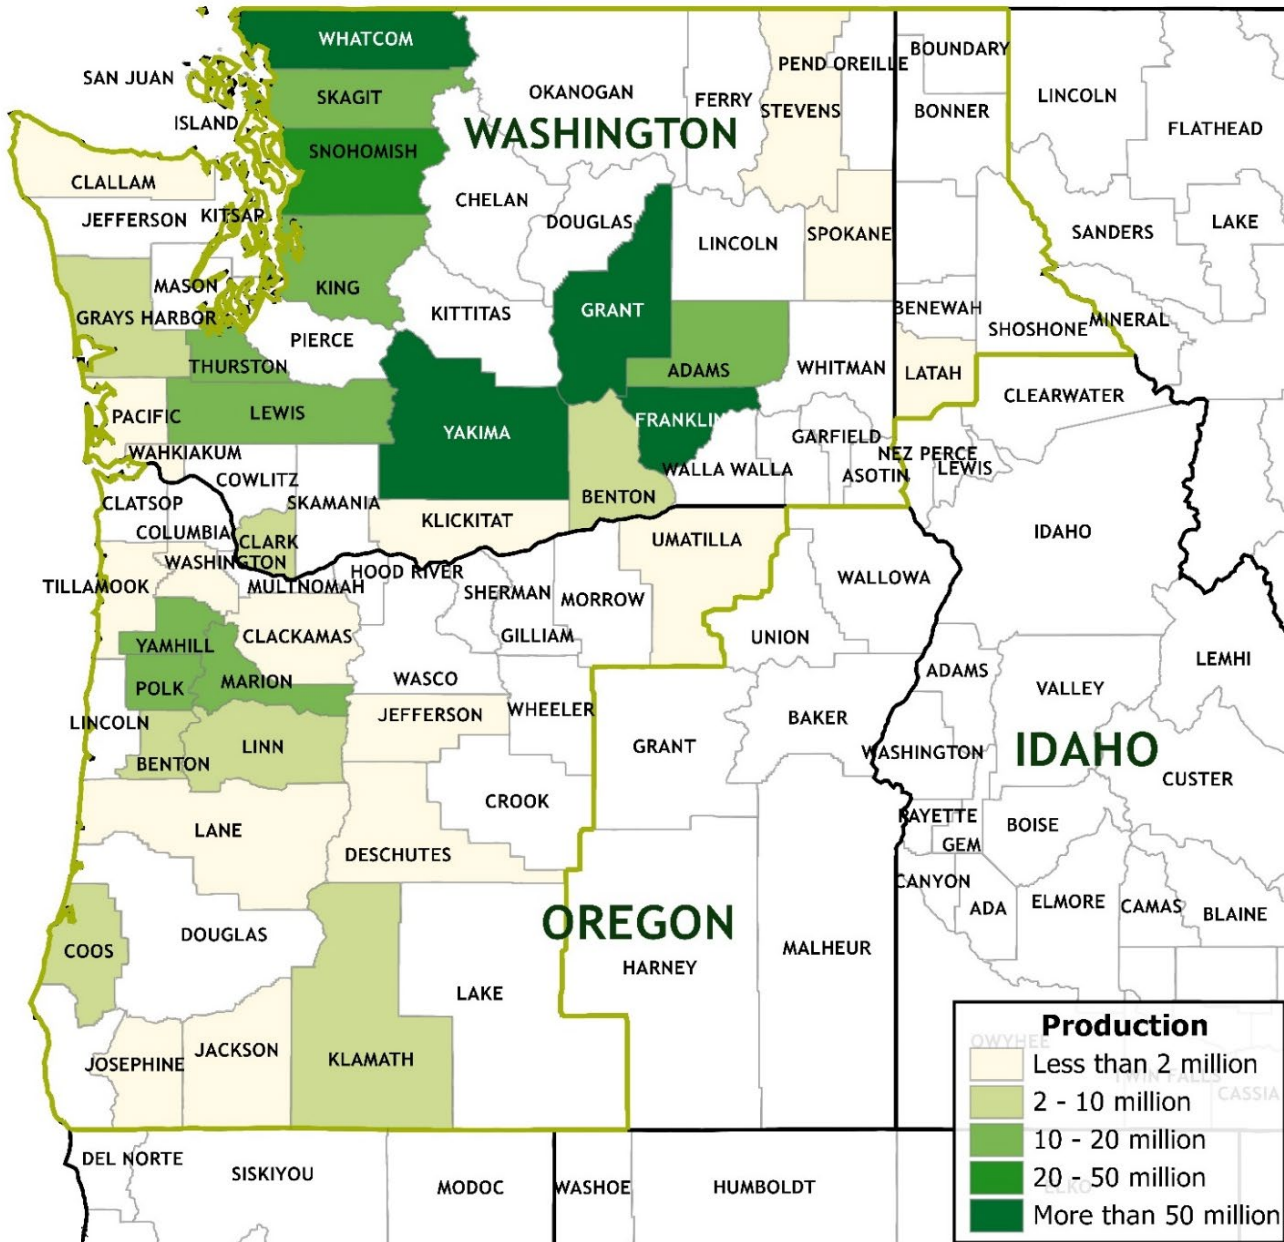 WHATCOM
PEND OREILLE
BOUNDARY
SAN JUAN
SKAGIT
OKANOGAN
FERRY
STEVENS
BONNER
LINCOLN
FLATHEAD
ISLAND
WASHINGTON
SNOHOMISH
CLALLAM
CHELAN
JEFFERSON
KITSAP
DOUGLAS
LINCOLN
SPOKANE
SANDERS
LAKE
MASON
KING
KITTITAS
GRANT
BENEWAH
SHOSHONE
MINERAL
GRAYS HARBOR
PIERCE
THURSTON
ADAMS
WHITMAN
LATAH
CLEARWATER
PACIFIC
LEWIS
YAKIMA
FRANKLIN
GARFIELD
NEZ PERCE
WAHKIAKUM
COWLITZ
WALLA WALLA
ASOTIN
LEWIS
CLATSOP
SKAMANIA
BENTON
COLUMBIA
CLARK
KLICKITAT
UMATILLA
IDAHO
WASHINGTON
TILLAMOOK
MULTNOMAH
HOOD RIVER
SHERMAN
MORROW
WALLOWA
YAMHILL
CLACKAMAS
GILLIAM
UNION
POLK
MARION
WASCO
ADAMS
VALLEY
LEMHI
LINCOLN
JEFFERSON
WHEELER
BAKER
BENTON
LINN
GRANT
WASHINGTON
IDAHO
CUSTER
LANE
CROOK
PAYETTE
BOISE
DESCHUTES
GEM
CANYON
ADA
ELMORE
CAMAS
BLAINE
COOS
DOUGLAS
OREGON
MALHEUR
HARNEY
LAKE
JOSEPHINE
JACKSON
KLAMATH
Production
OWYHEE
Less than 2 million
TWIN FALLS
CASSIA
2 - 10 million
10 - 20 million
20 - 50 million
ELKO
More than 50 million
DEL NORTE
SISKIYOU
MODOC
WASHOE
HUMBOLDT